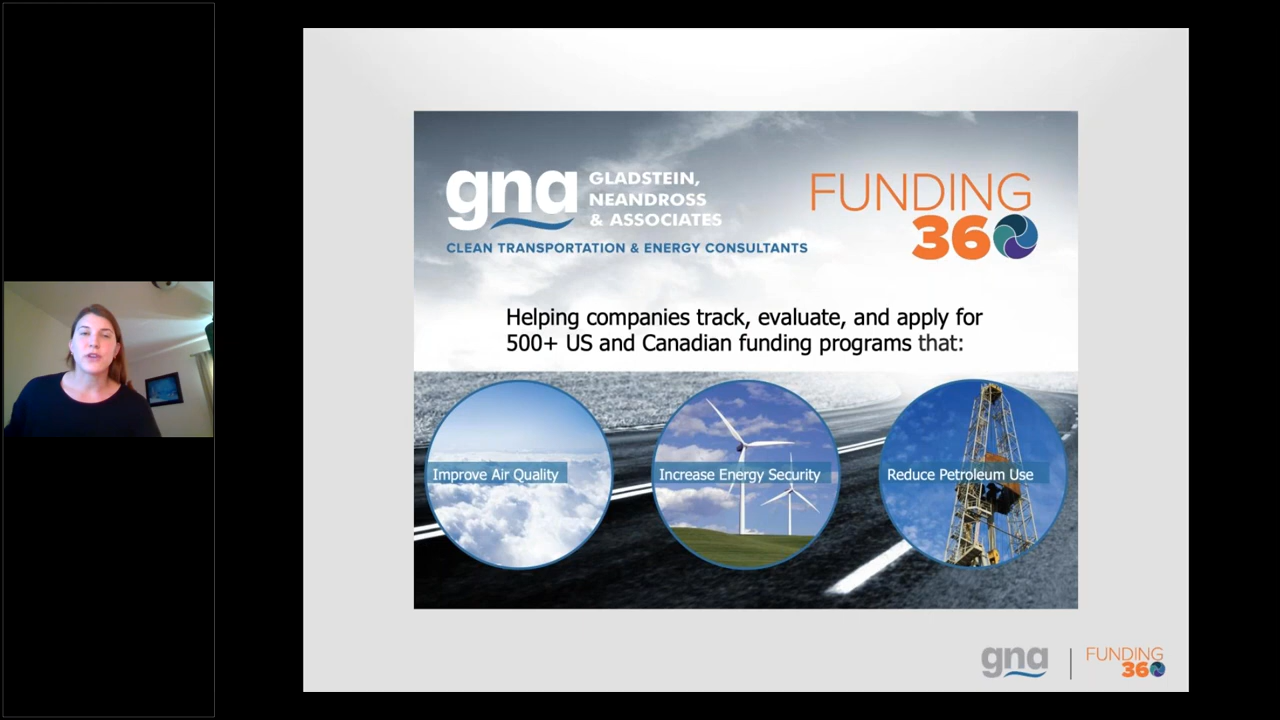 gna
GLADSTEIN,
NEANDROSS
& ASSOCIATES
CLEAN TRANSPORTATION & ENERGY CONSULTANTS
FUNDING
360
Helping companies track, evaluate, and apply for
500+ US and Canadian funding programs that:
Improve Air Quality
Increase Energy Security
Reduce Petroleum Use
gna
FUNDING
360